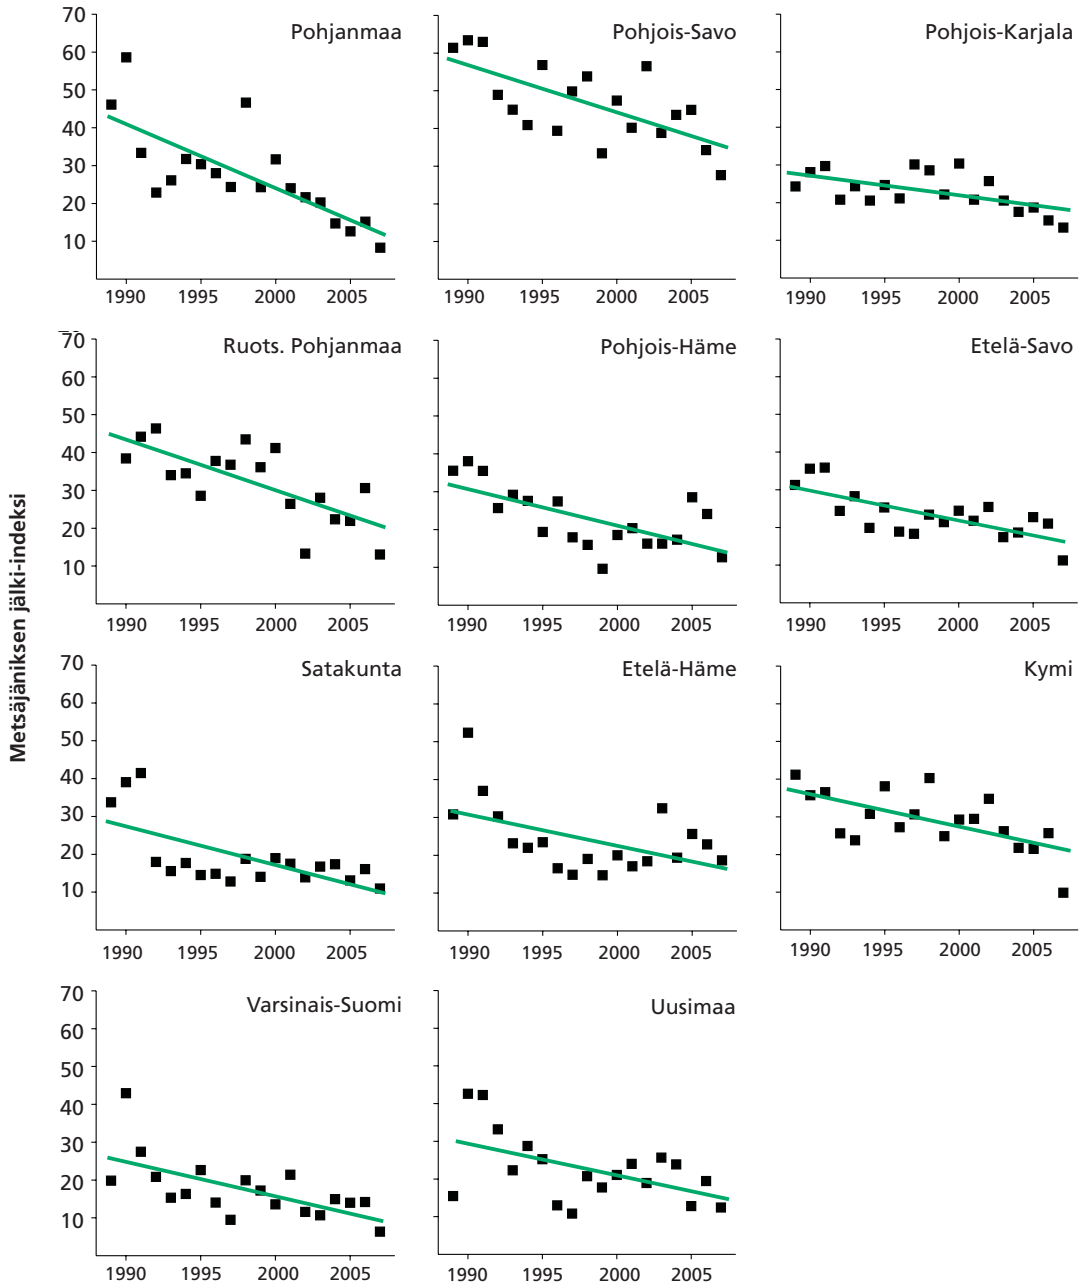 Metsäjäniksen jälki-indeksi
70
60
50
40
30
20
10
Pohjanmaa
1990 1995 2000 2005
Pohjois-Savo
1990 1995 2000 2005
Pohjois-Karjala
1990 1995 2000 2005
70
60
50
40
30
20
10
Ruots. Pohjanmaa
1990 1995 2000 2005
Pohjois-Häme
1990 1995 2000 2005
Etelä-Savo
1990 1995 2000 2005
70
60
50
40
30
20
10
Satakunta
1990 1995 2000 2005
Etelä-Häme
1990 1995 2000 2005
Kymi
1990 1995 2000 2005
70
60
50
40
30
20
10
Varsinais-Suomi
1990 1995 2000 2005
Uusimaa
1990 1995 2000 2005